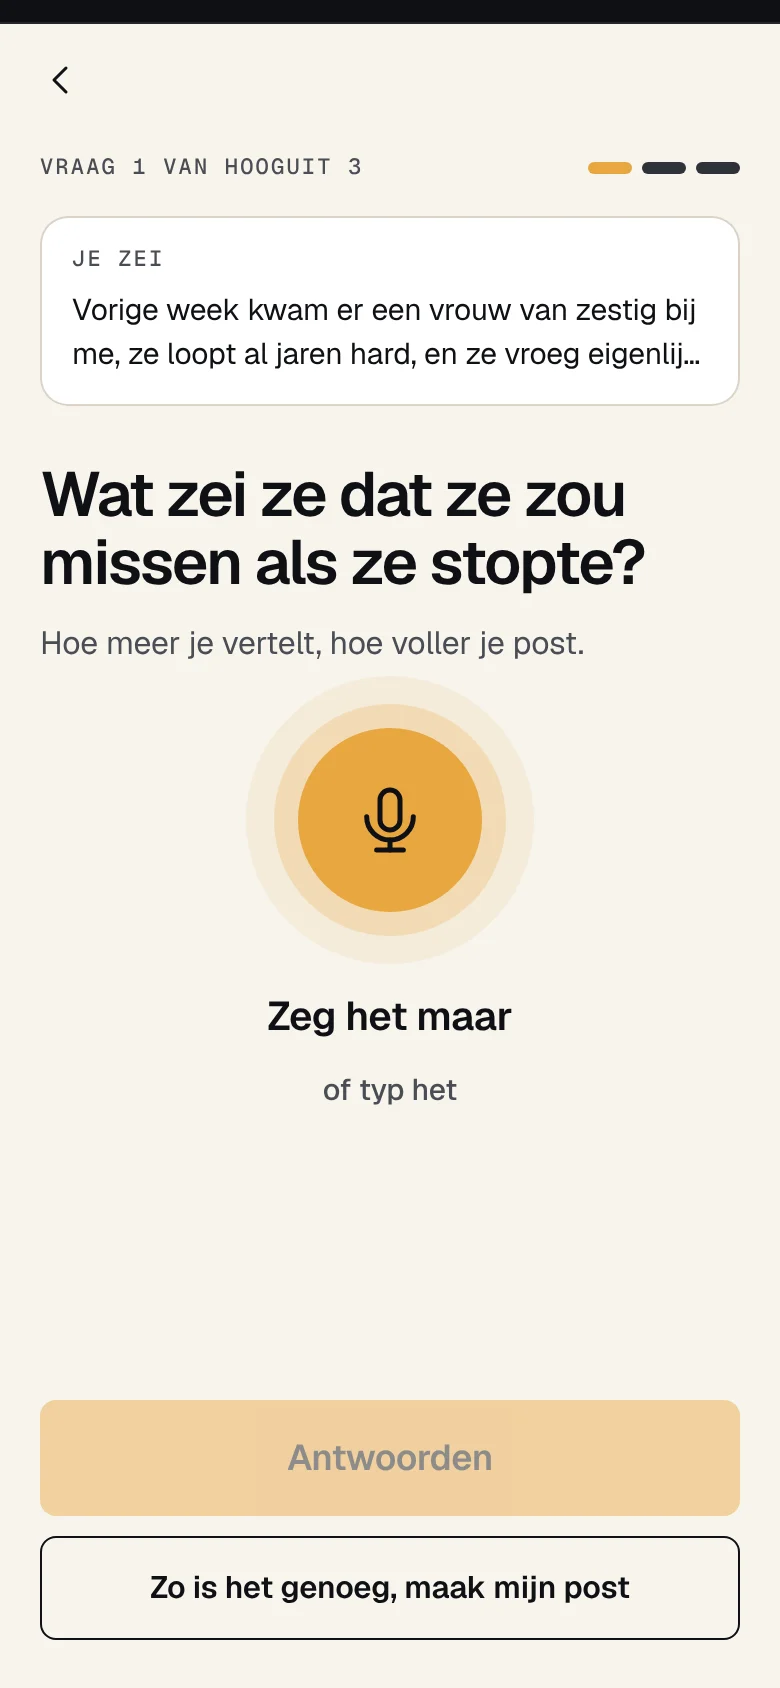 VRAAG 1 VAN HOOGUIT 3
JE ZEI
Vorige week kwam er een vrouw van zestig bij
me, ze loopt al jaren hard, en ze vroeg eigenlij...
Wat zei ze dat ze zou
missen als ze stopte?
Hoe meer je vertelt, hoe voller je post.
Zeg het maar
of typ het
Antwoorden
Zo is het genoeg, maak mijn post